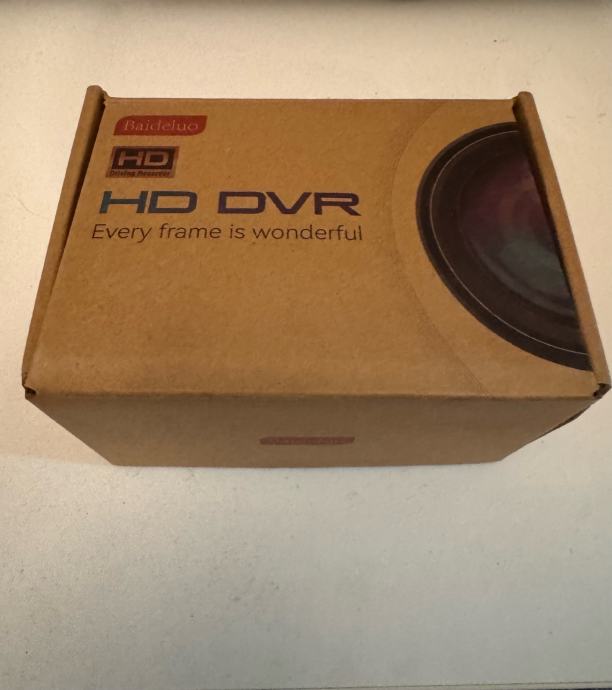 Baideluo
HD
Driving Recorder
HD DVR
Every frame is wonderful